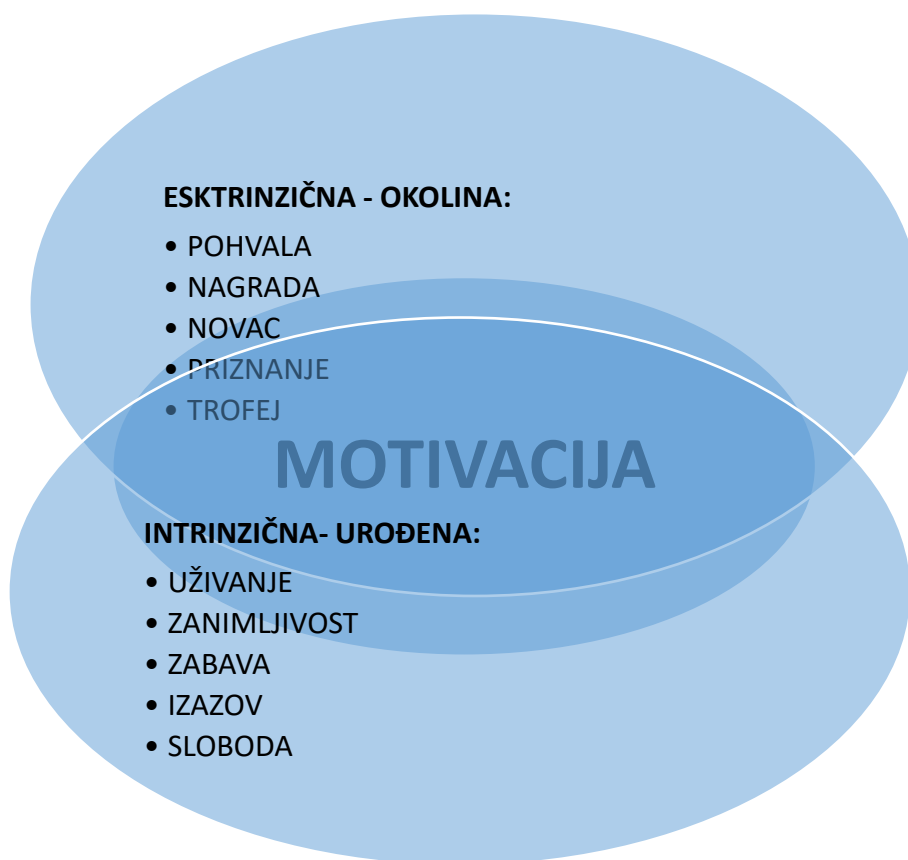 ESKTRINZIČNA - OKOLINA:
• POHVALA
• NAGRADA
• NOVAC
• PRIZNANJE
• TROFEJ
MOTIVACIJA
INTRINZIČNA- UROĐENA:
• UŽIVANJE
• ZANIMLJIVOST
• ZABAVA
• IZAZOV
• SLOBODA